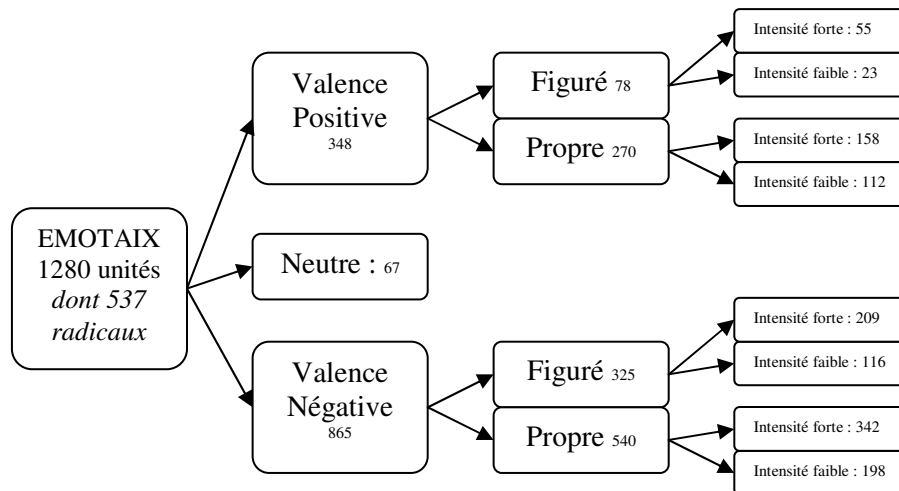 EMOTAIX
1280 unités
dont 537
radicaux
Valence
Positive
348
Figuré 78
Intensité forte : 55
Intensité faible : 23
Propre 270
Intensité forte : 158
Intensité faible : 112
Neutre : 67
Valence
Négative
865
Figuré 325
Intensité forte : 209
Intensité faible : 116
Propre 540
Intensité forte : 342
Intensité faible : 198